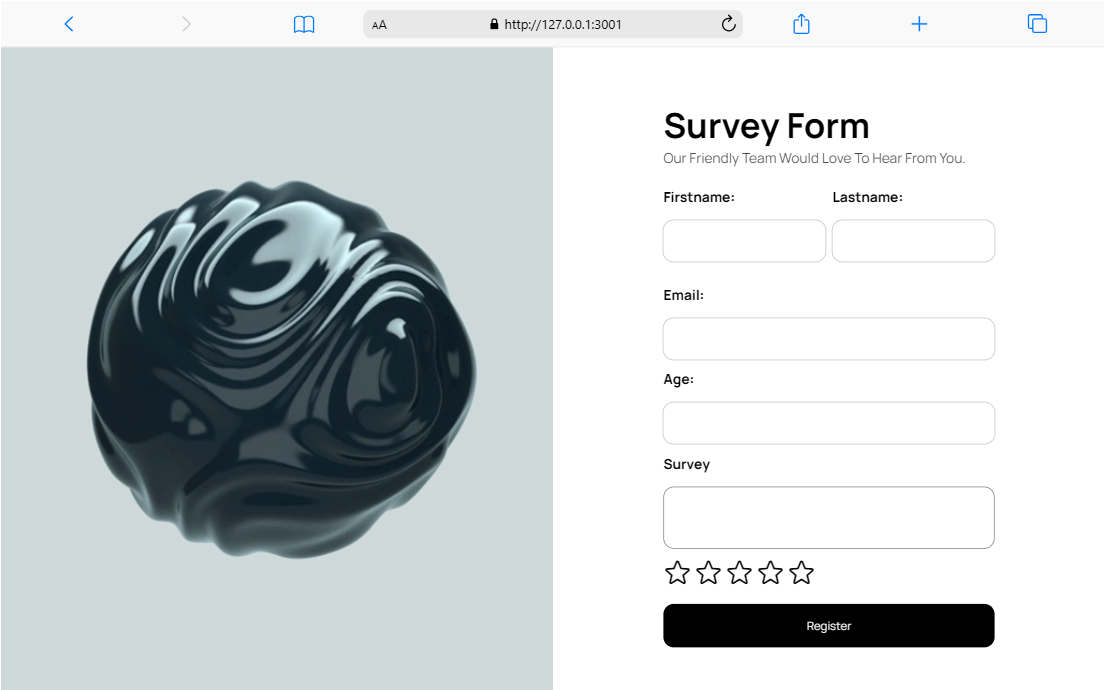 AA http://127.0.0.1:3001
Survey Form
Our Friendly Team Would Love To Hear From You.
Firstname: Lastname:
Email:
Age:
Survey
Register